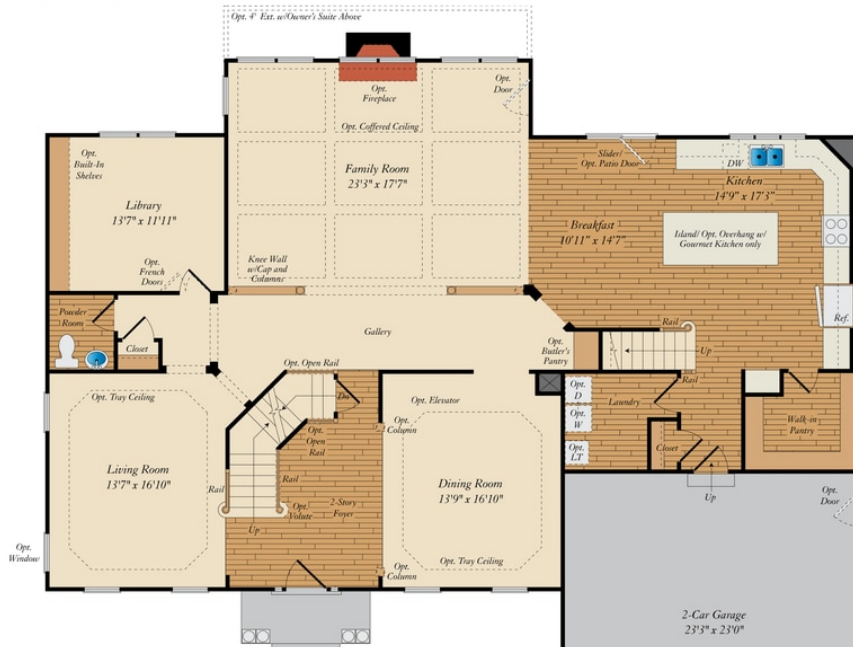 Opt. 4' Ext. w/Owner's Suite Above
Opt.
Fireplace
Opt.
Door
Opt. Coffered Ceiling
Family Room
23'3" x 17'7"
Opt.
Built-In
Shelves
Library
13'7" x 11'11"
Opt.
French
Doors
Knee Wall
w/Cap and
Columns
Slider/
Opt. Patio Door
DW
Kitchen
14'9" x 17'3"
Breakfast
10'11" x 14'7"
Island/ Opt. Overhang w/
Gourmet Kitchen only
Ref.
Powder
Room
Closet
Gallery
Opt.
Butler's
Pantry
Rail
Up
Rail
Opt. Open Rail
Dn
Opt.
Open
Rail
Opt. Elevator
Opt.
Column
Opt.
D
Opt.
W
Opt.
LT
Laundry
Closet
Walk-in
Pantry
Opt. Tray Ceiling
Living Room
13'7" x 16'10"
Rail
Rail
Opt.
Volute
Up
2-Story
Foyer
Dining Room
13'9" x 16'10"
Opt. Tray Ceiling
Opt.
Column
Opt.
Window
Up
Opt.
Door
2-Car Garage
23'3" x 23'0"